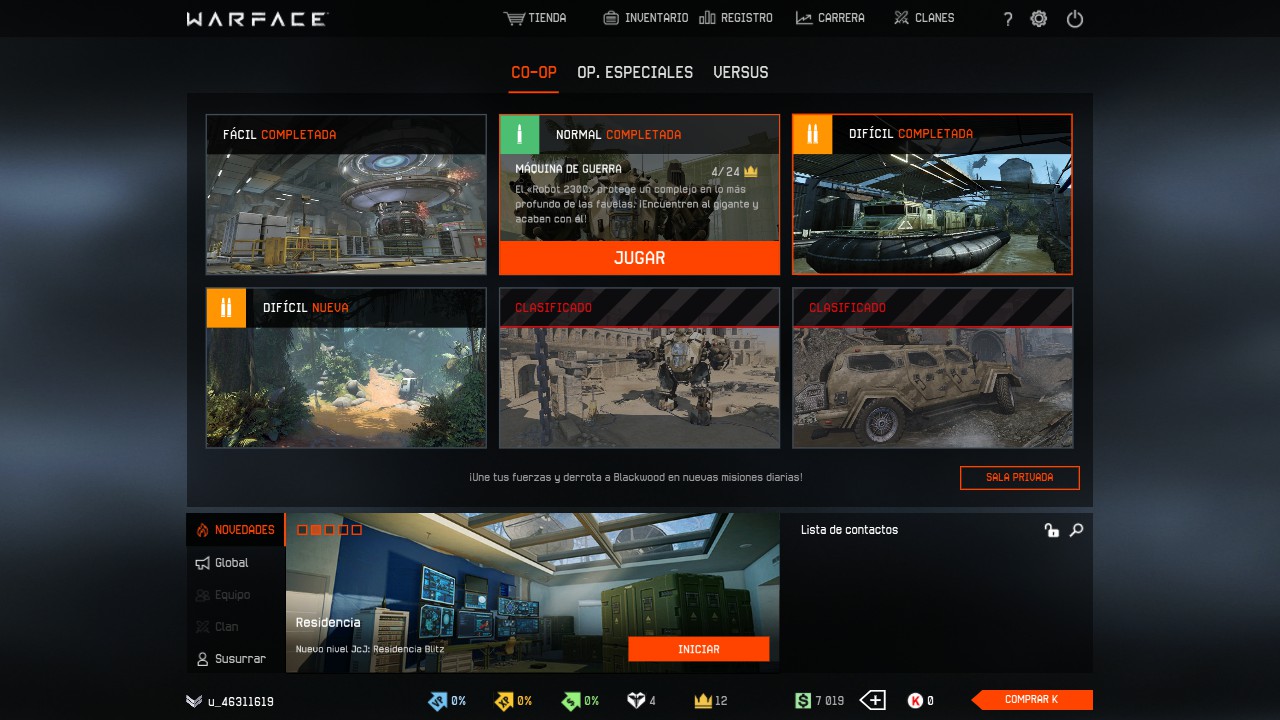 WARFACE
TIENDA
INVENTARIO
REGISTRO
CARRERA
CLANES
?
CO-OP
OP. ESPECIALES
VERSUS
FÁCIL COMPLETADA
NORMAL COMPLETADA
MÁQUINA DE GUERRA
4/24
El «Robot 2300» protege un complejo en lo más
profundo de las favelas. ¡Encuentren al gigante y
acaben con él!
JUGAR
DIFÍCIL COMPLETADA
DIFÍCIL NUEVA
CLASIFICADO
CLASIFICADO
¡Une tus fuerzas y derrota a Blackwood en nuevas misiones diarias!
SALA PRIVADA
NOVEDADES
Global
Equipo
Clan
Susurrar
Residencia
Nuevo nivel JcJ: Residencia Blitz
INICIAR
Lista de contactos
u_46311619
0%
0%
0%
4
12
$ 7 019
K 0
COMPRAR K